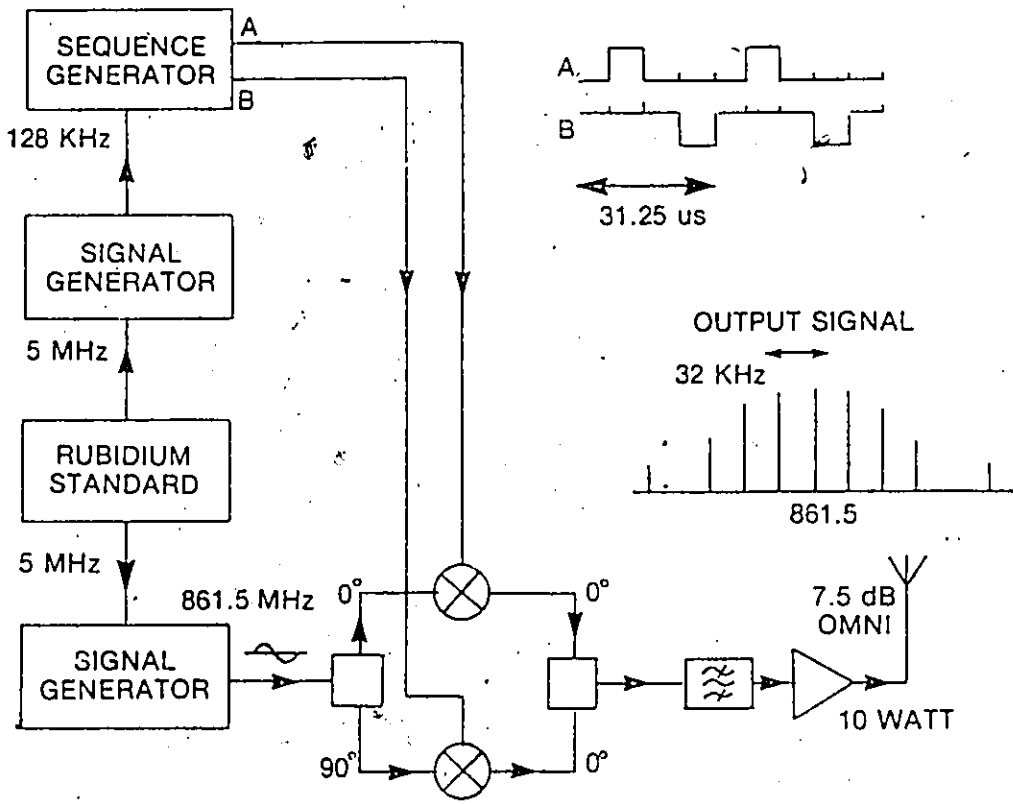 SEQUENCE
GENERATOR
A
B
128 KHz
SIGNAL
GENERATOR
5 MHz
RUBIDIUM
STANDARD
5 MHz
SIGNAL
GENERATOR
861.5 MHz
0°
90°
0°
0°
A
B
31.25 us
OUTPUT SIGNAL
32 KHz
861.5
7.5 dB
OMNI
10 WATT